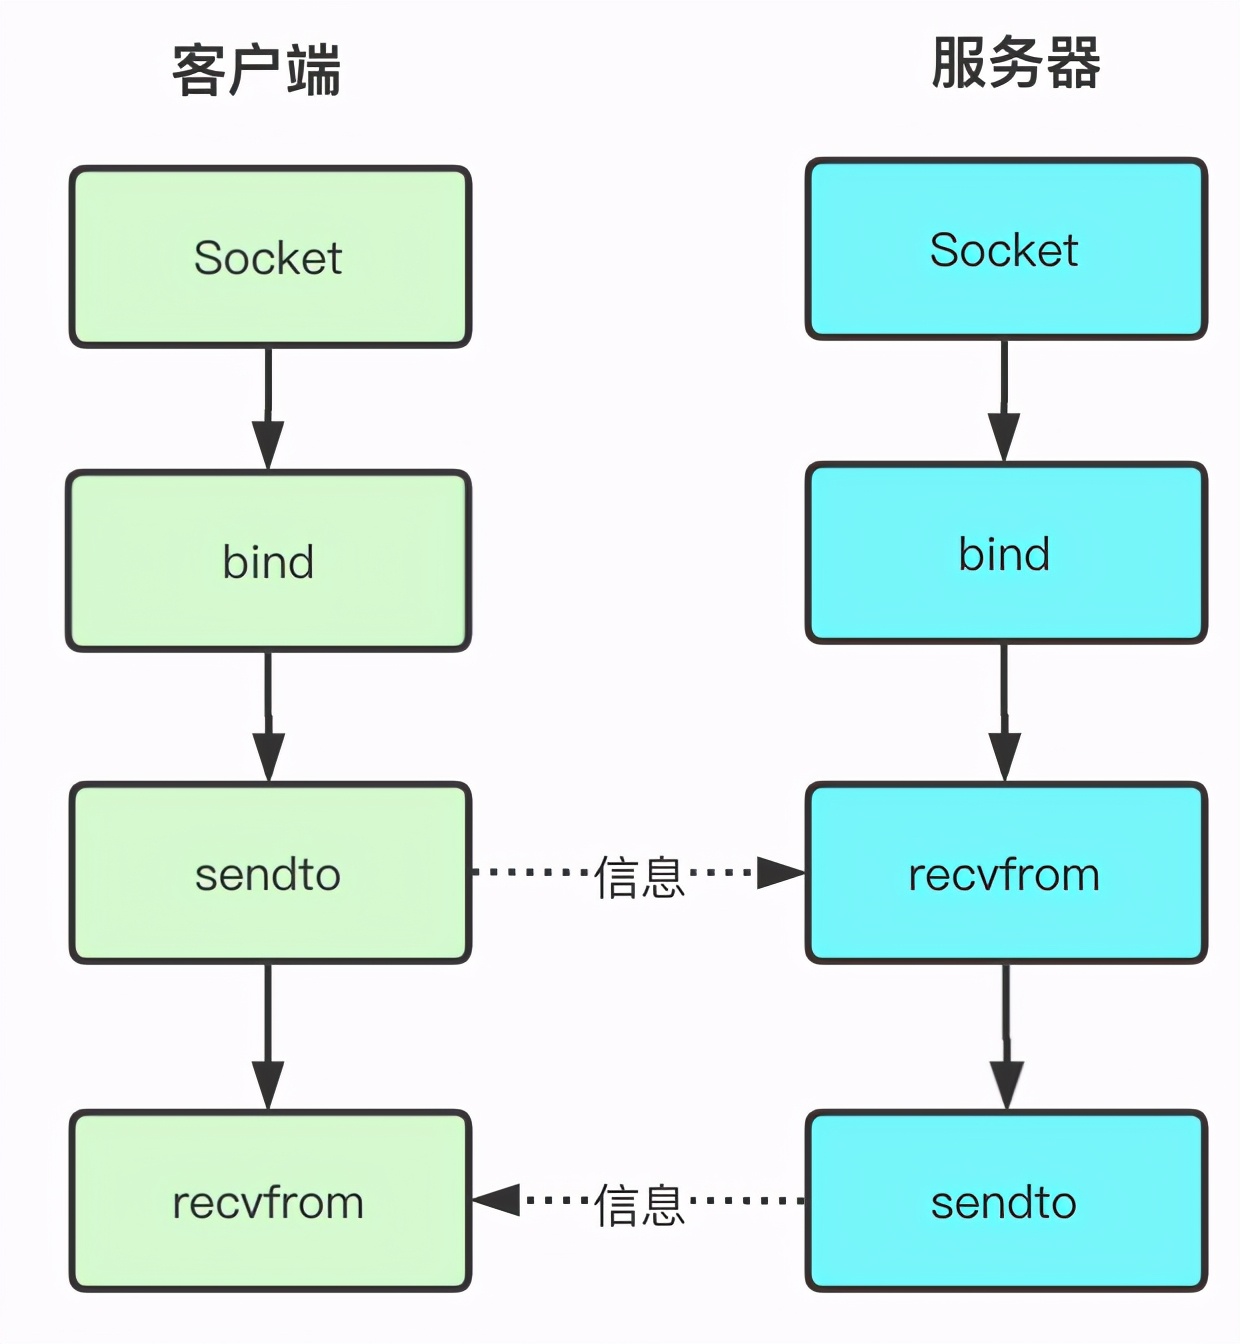 客户端
服务器
Socket
Socket
bind
bind
sendto
信息
recvfrom
recvfrom
信息
sendto